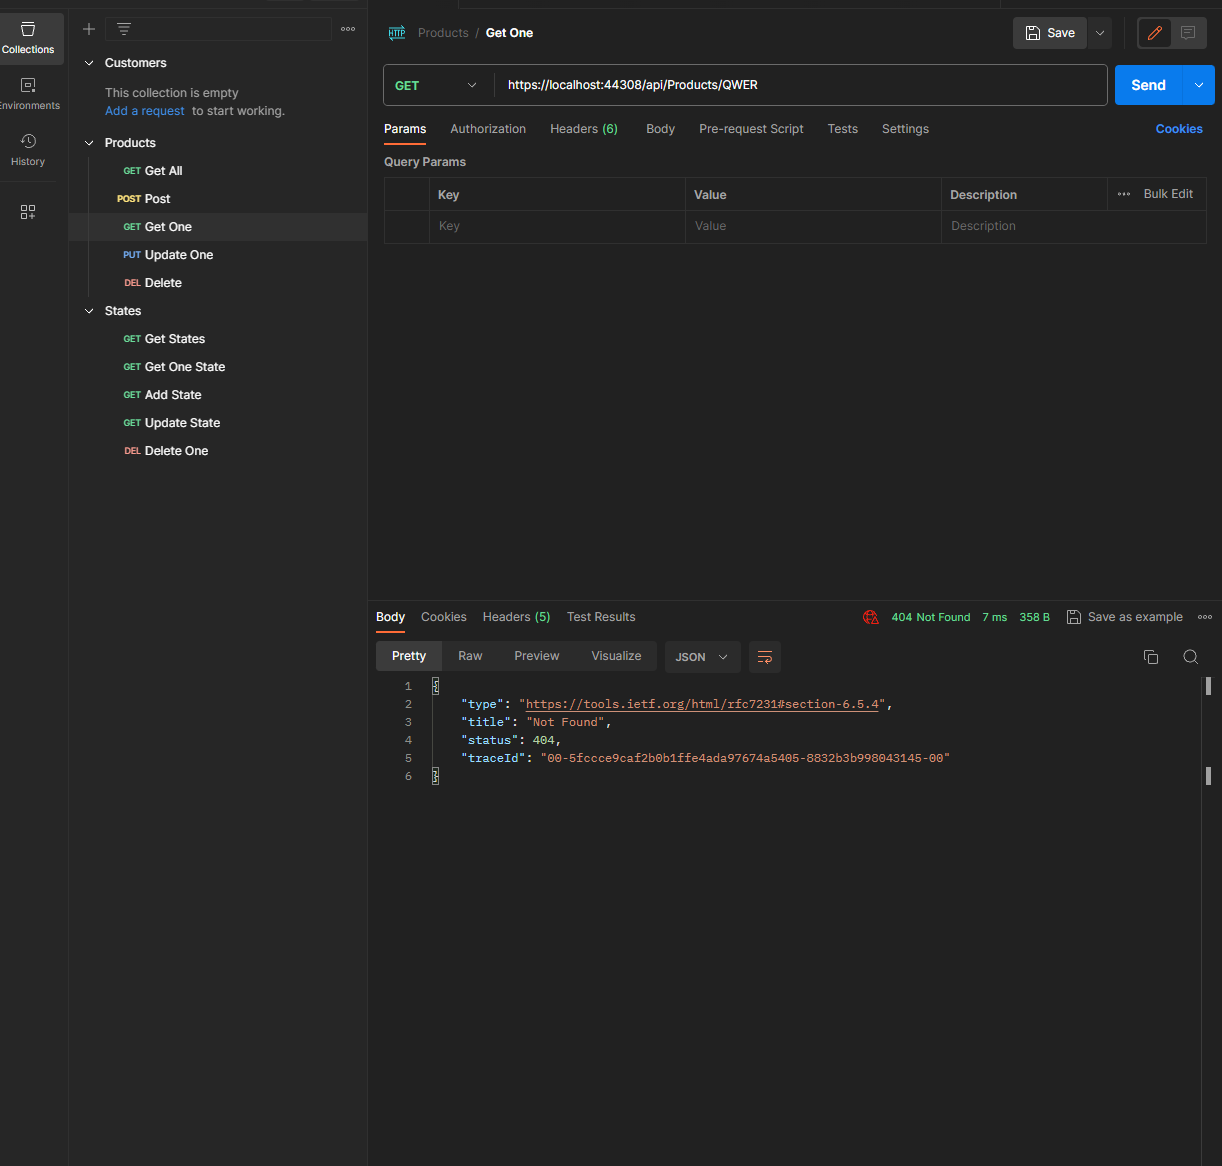 Collections
Environments
History
Customers
This collection is empty
Add a request to start working.
Products
GET Get All
POST Post
GET Get One
PUT Update One
DEL Delete
States
GET Get States
GET Get One State
GET Add State
GET Update State
DEL Delete One
HTTP Products / Get One
Save
GET https://localhost:44308/api/Products/QWER
Send
Params Authorization Headers (6) Body Pre-request Script Tests Settings Cookies
Query Params
Key Value Description Bulk Edit
Key Value Description
Body Cookies Headers (5) Test Results 404 Not Found 7 ms 358 B Save as example
Pretty Raw Preview Visualize JSON
1 {
2 "type": "https://tools.ietf.org/html/rfc7231#section-6.5.4",
3 "title": "Not Found",
4 "status": 404,
5 "traceId": "00-5fccce9caf2b0b1ffe4ada97674a5405-8832b3b998043145-00"
6 }